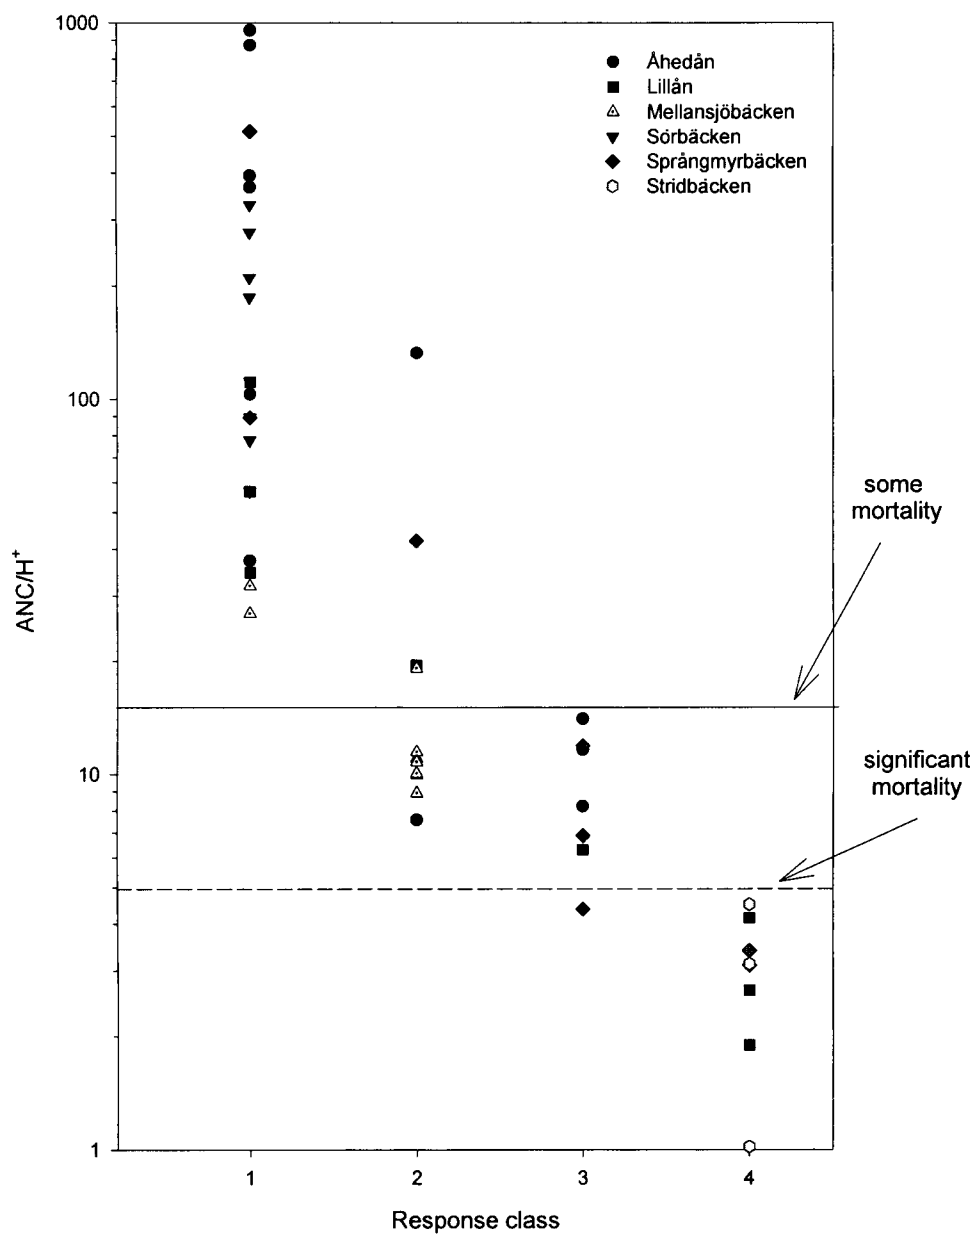 1000
Åhedån
Lillån
Mellansjöbäcken
Sörbäcken
Språngmyrbäcken
Stridbäcken
100
some
mortality
ANC/H⁺
significant
mortality
10
1
1 2 3 4
Response class